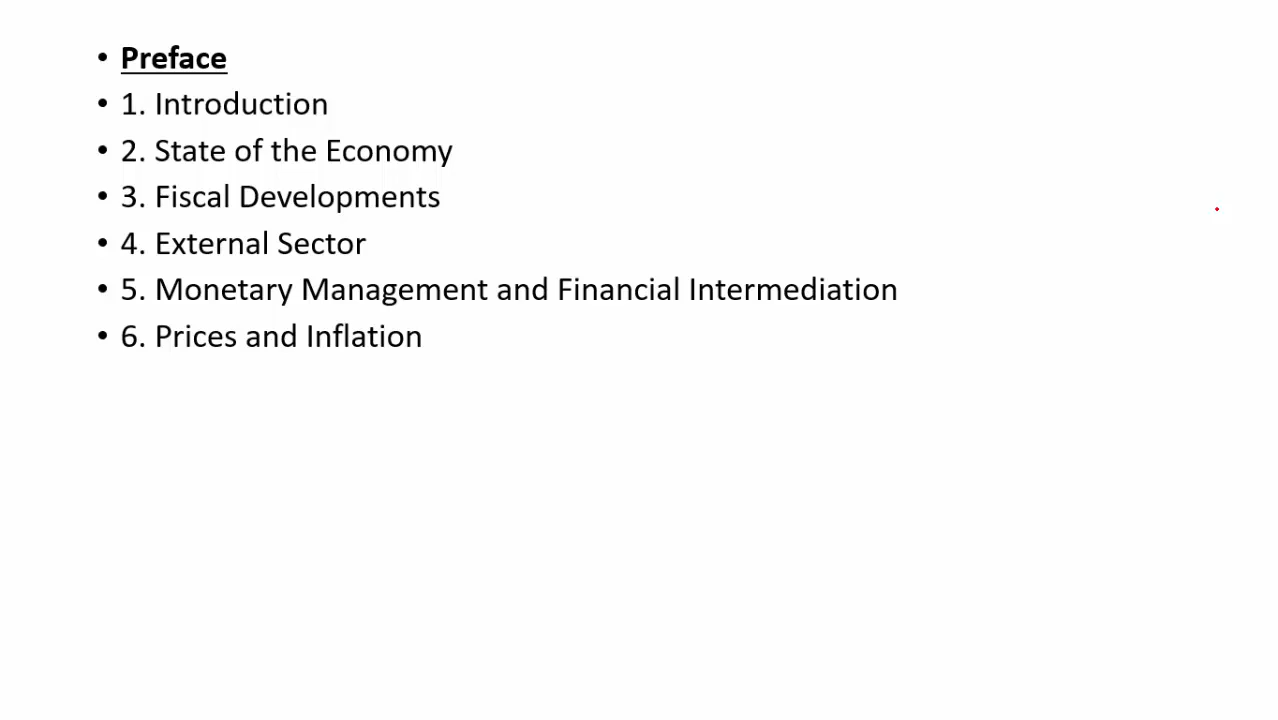 • Preface
• 1. Introduction
• 2. State of the Economy
• 3. Fiscal Developments
• 4. External Sector
• 5. Monetary Management and Financial Intermediation
• 6. Prices and Inflation